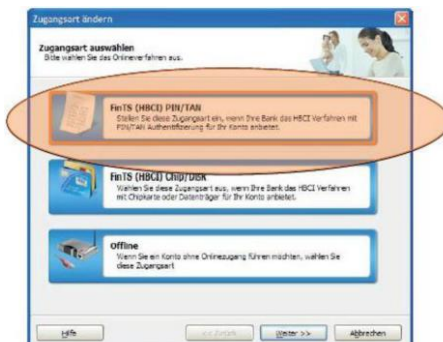 Zugangsart ändern
Zugangsart auswählen
Bitte wählen Sie das Onlineverfahren aus.
FinTS (HBCI) PIN/TAN
Stellen Sie diese Zugangsart ein, wenn Ihre Bank das HBCI Verfahren mit
PIN/TAN Authentifizierung für Ihr Konto anbietet.
FinTS (HBCI) Chip/DISK
Wählen Sie diese Zugangsart aus, wenn Ihre Bank das HBCI Verfahren
mit Chipkarte oder Datenträger für Ihr Konto anbietet.
Offline
Wenn Sie ein Konto ohne Onlinezugang führen möchten, wählen Sie
diese Zugangsart
Hilfe
<< Zurück
Weiter >>
Abbrechen